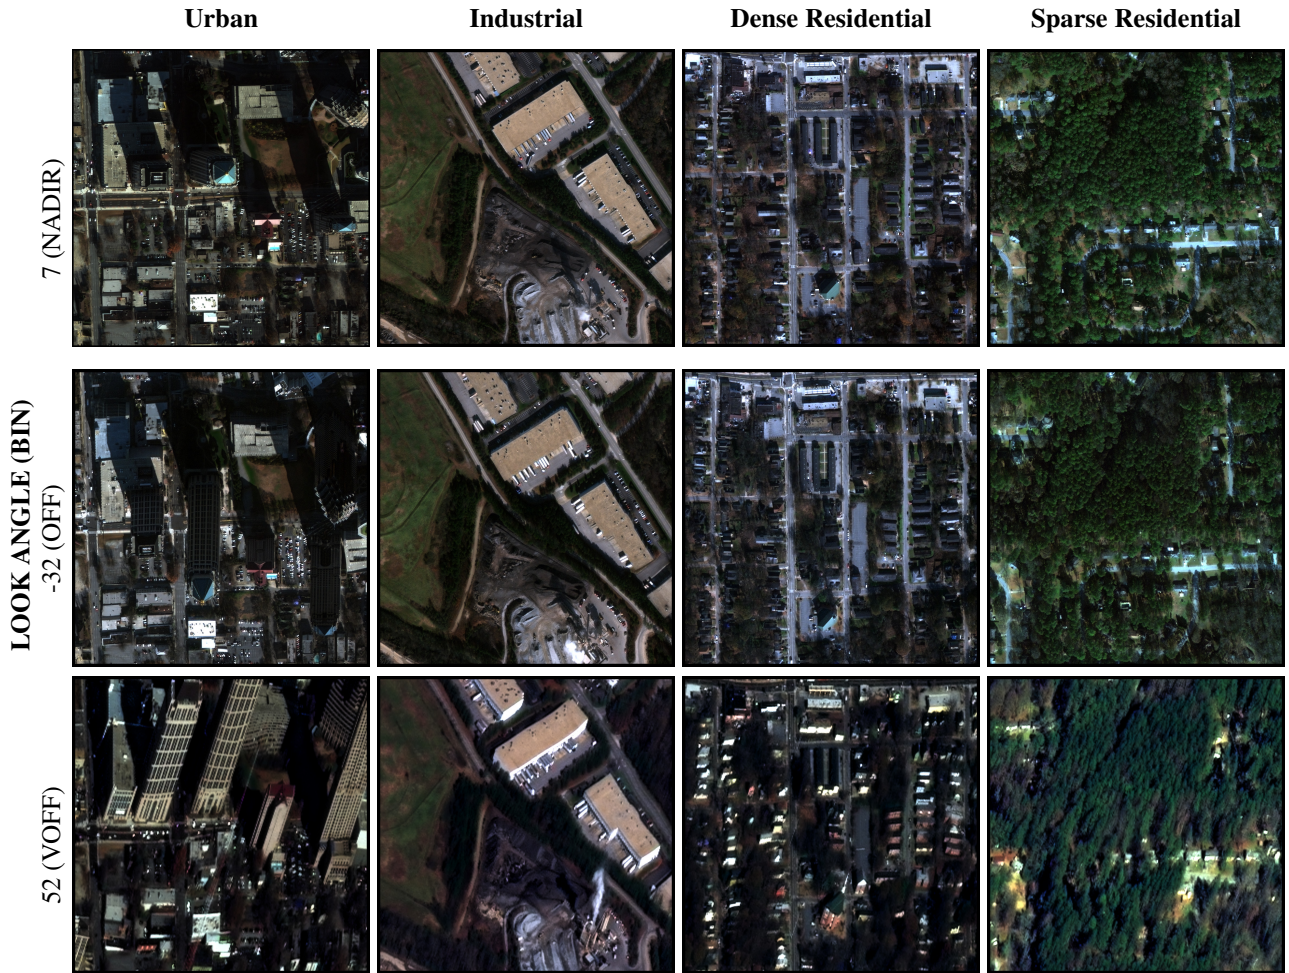 Urban Industrial Dense Residential Sparse Residential
LOOK ANGLE (BIN)
7 (NADIR)
-32 (OFF)
52 (VOFF)